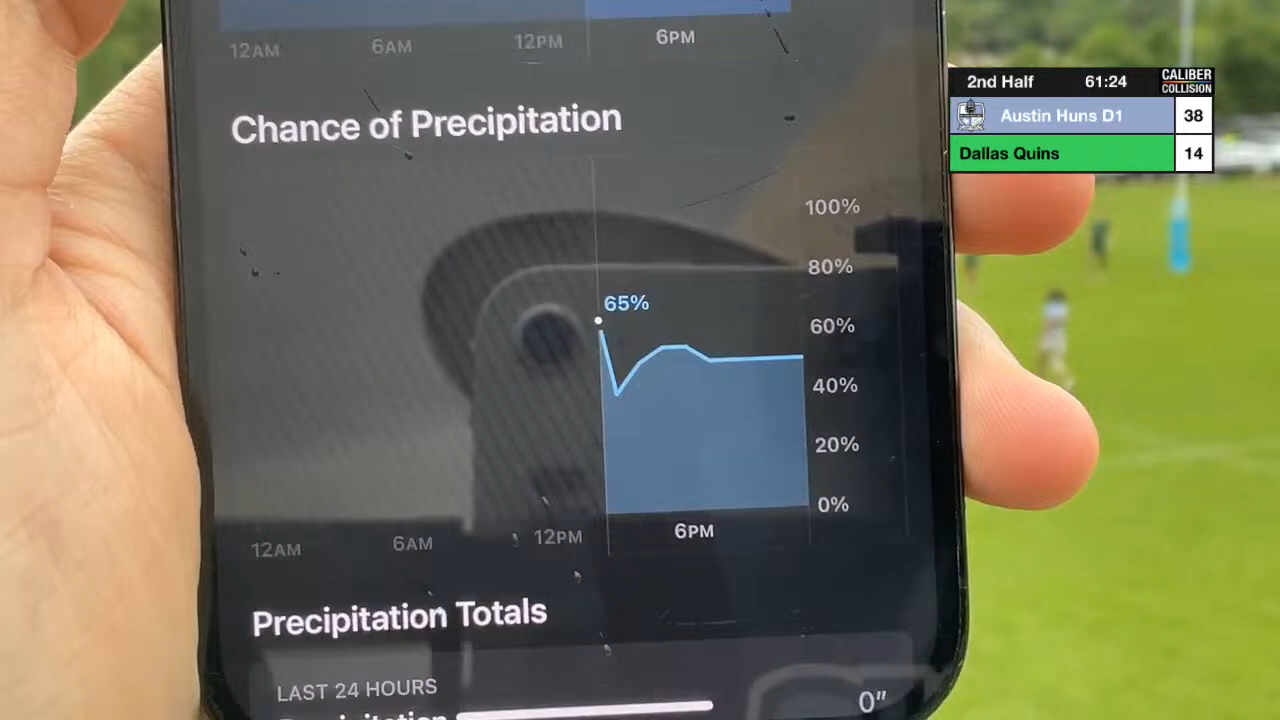 12AM 6AM 12PM 6PM
2nd Half 61:24 CALIBER COLLISION
Austin Huns D1 38
Dallas Quins 14
Chance of Precipitation
100%
80%
65%
60%
40%
20%
0%
12AM 6AM 12PM 6PM
Precipitation Totals
LAST 24 HOURS
Precipitation 0"